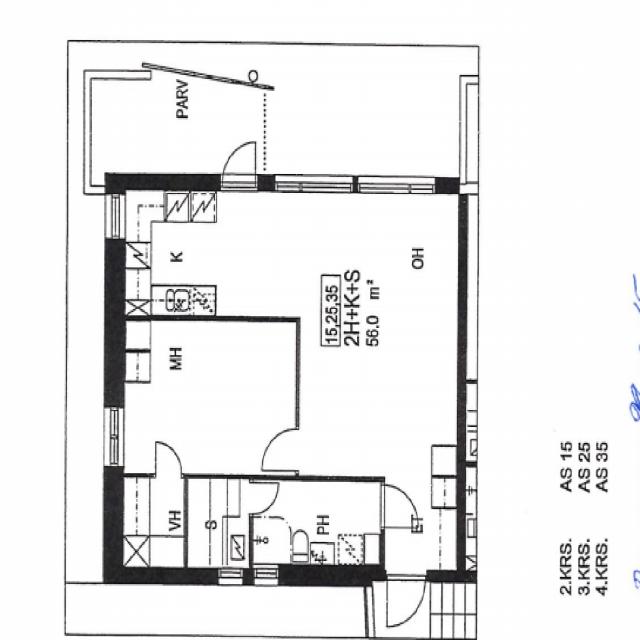 PARV
K
OH
15,25,35
2H+K+S
56.0 m²
MH
VH
S
PH
ET
2.KRS. AS 15
3.KRS. AS 25
4.KRS. AS 35